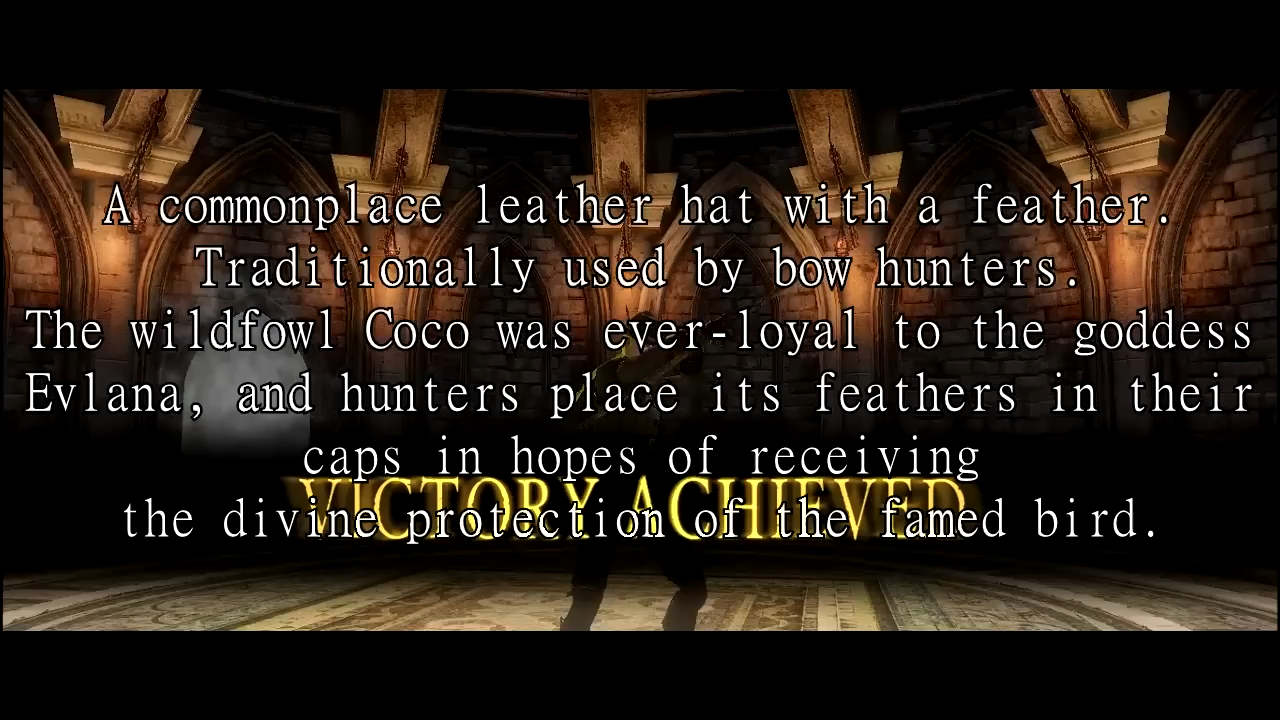 A commonplace leather hat with a feather.
Traditionally used by bow hunters.
The wildfowl Coco was ever-loyal to the goddess
Evlana, and hunters place its feathers in their
caps in hopes of receiving
VICTORY ACHIEVED
the divine protection of the famed bird.